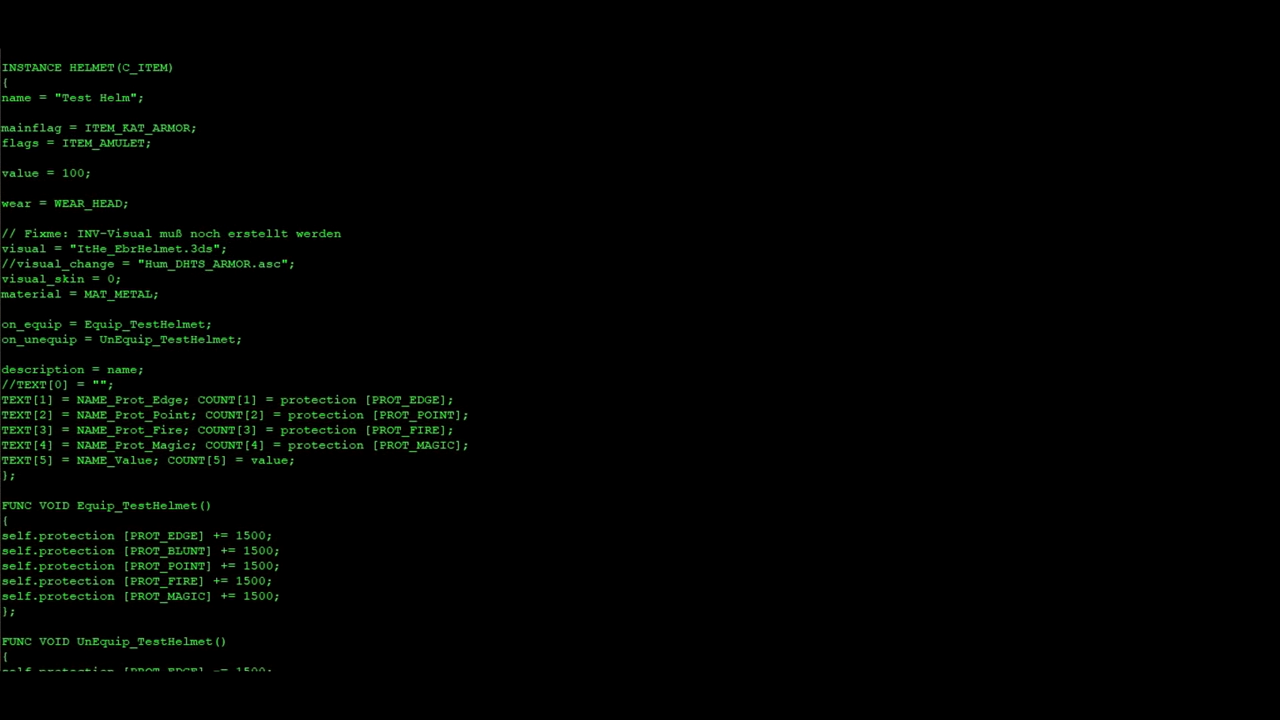 INSTANCE HELMET(C_ITEM)
{
name = "Test Helm";
mainflag = ITEM_KAT_ARMOR;
flags = ITEM_AMULET;
value = 100;
wear = WEAR_HEAD;
// Fixme: INV-Visual muß noch erstellt werden
visual = "ItHe_EbrHelmet.3ds";
//visual_change = "Hum_DHTS_ARMOR.asc";
visual_skin = 0;
material = MAT_METAL;
on_equip = Equip_TestHelmet;
on_unequip = UnEquip_TestHelmet;
description = name;
//TEXT[0] = "";
TEXT[1] = NAME_Prot_Edge; COUNT[1] = protection [PROT_EDGE];
TEXT[2] = NAME_Prot_Point; COUNT[2] = protection [PROT_POINT];
TEXT[3] = NAME_Prot_Fire; COUNT[3] = protection [PROT_FIRE];
TEXT[4] = NAME_Prot_Magic; COUNT[4] = protection [PROT_MAGIC];
TEXT[5] = NAME_Value; COUNT[5] = value;
};
FUNC VOID Equip_TestHelmet()
{
self.protection [PROT_EDGE] += 1500;
self.protection [PROT_BLUNT] += 1500;
self.protection [PROT_POINT] += 1500;
self.protection [PROT_FIRE] += 1500;
self.protection [PROT_MAGIC] += 1500;
};
FUNC VOID UnEquip_TestHelmet()
{
self.protection [PROT_EDGE] -= 1500;